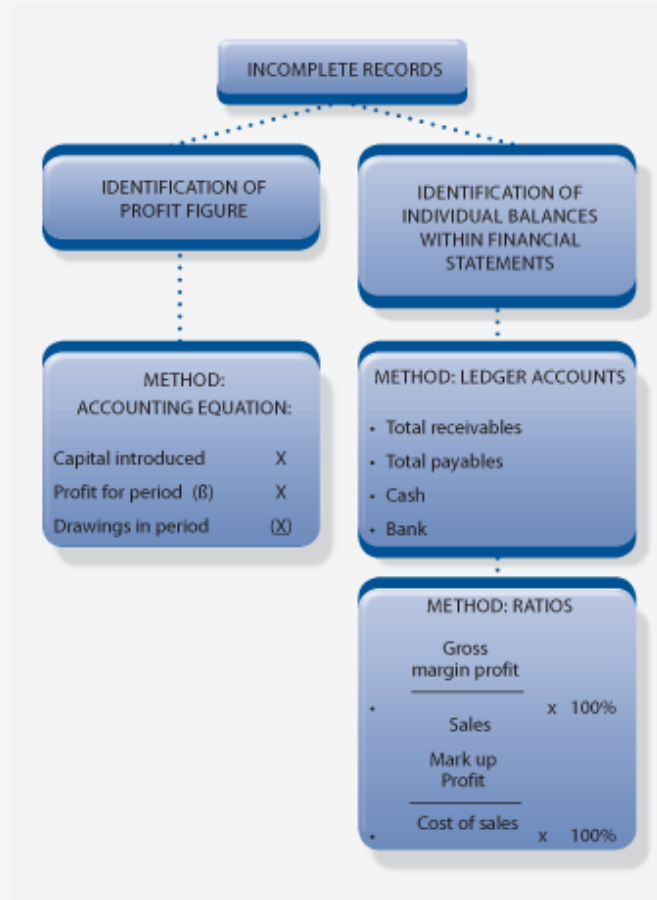 INCOMPLETE RECORDS
IDENTIFICATION OF
PROFIT FIGURE
IDENTIFICATION OF
INDIVIDUAL BALANCES
WITHIN FINANCIAL
STATEMENTS
METHOD:
ACCOUNTING EQUATION:
Capital introduced X
Profit for period (ß) X
Drawings in period (X)
METHOD: LEDGER ACCOUNTS
• Total receivables
• Total payables
• Cash
• Bank
METHOD: RATIOS
Gross
margin profit
• x 100%
Sales
Mark up
Profit
Cost of sales
• x 100%